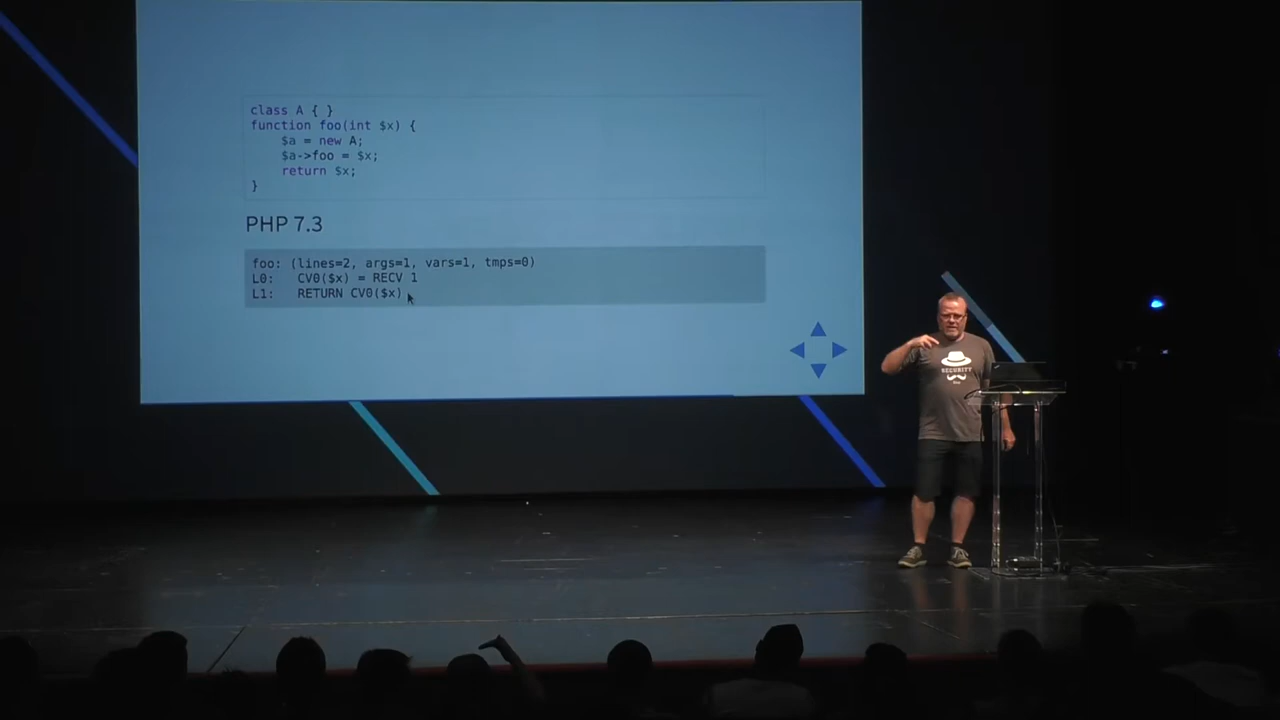 class A { }
function foo(int $x) {
    $a = new A;
    $a->foo = $x;
    return $x;
}
PHP 7.3
foo: (lines=2, args=1, vars=1, tmps=0)
L0:   CV0($x) = RECV 1
L1:   RETURN CV0($x)
SECURITY